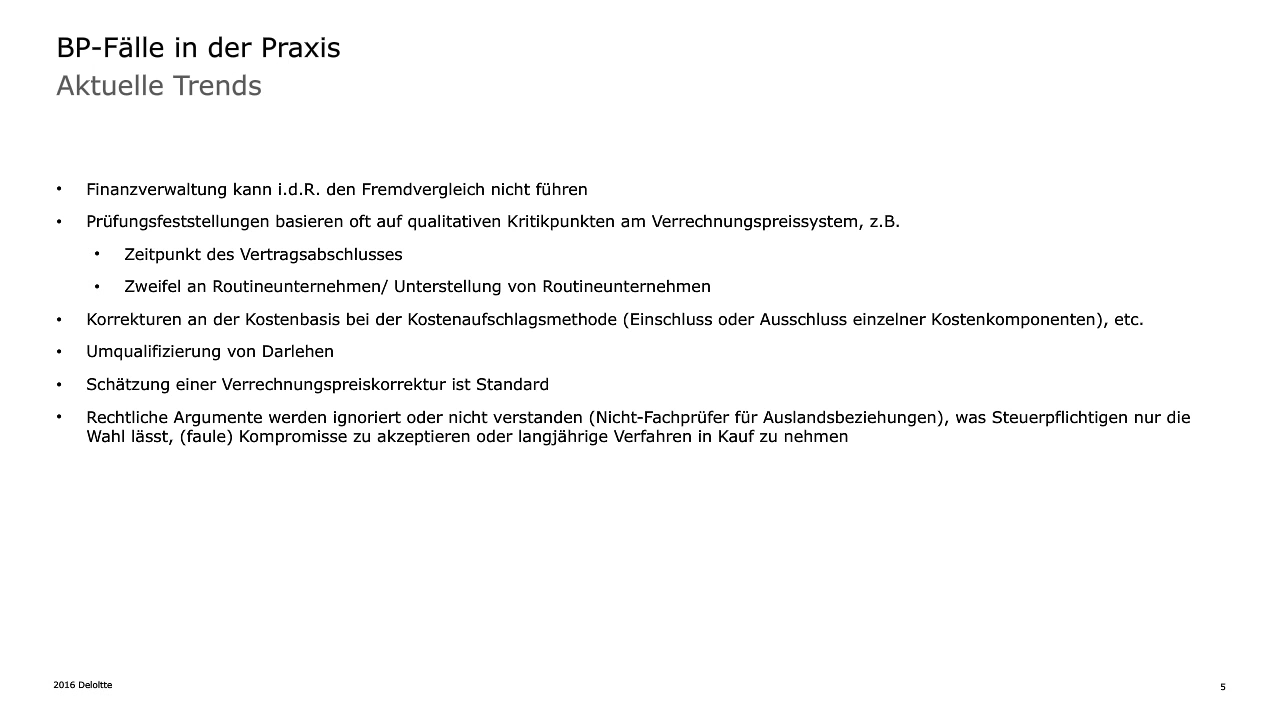 BP-Fälle in der Praxis
Aktuelle Trends
• Finanzverwaltung kann i.d.R. den Fremdvergleich nicht führen
• Prüfungsfeststellungen basieren oft auf qualitativen Kritikpunkten am Verrechnungspreissystem, z.B.
• Zeitpunkt des Vertragsabschlusses
• Zweifel an Routineunternehmen/ Unterstellung von Routineunternehmen
• Korrekturen an der Kostenbasis bei der Kostenaufschlagsmethode (Einschluss oder Ausschluss einzelner Kostenkomponenten), etc.
• Umqualifizierung von Darlehen
• Schätzung einer Verrechnungspreiskorrektur ist Standard
• Rechtliche Argumente werden ignoriert oder nicht verstanden (Nicht-Fachprüfer für Auslandsbeziehungen), was Steuerpflichtigen nur die
Wahl lässt, (faule) Kompromisse zu akzeptieren oder langjährige Verfahren in Kauf zu nehmen
2016 Deloitte
5